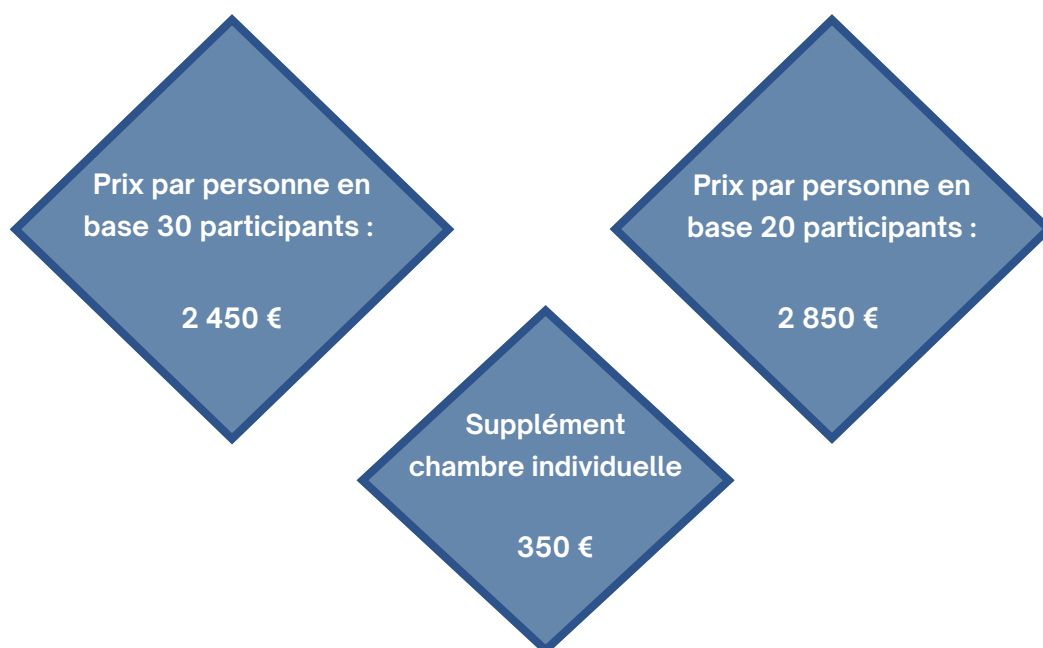 Prix par personne en
base 30 participants :
2 450 €
Prix par personne en
base 20 participants :
2 850 €
Supplément
chambre individuelle
350 €